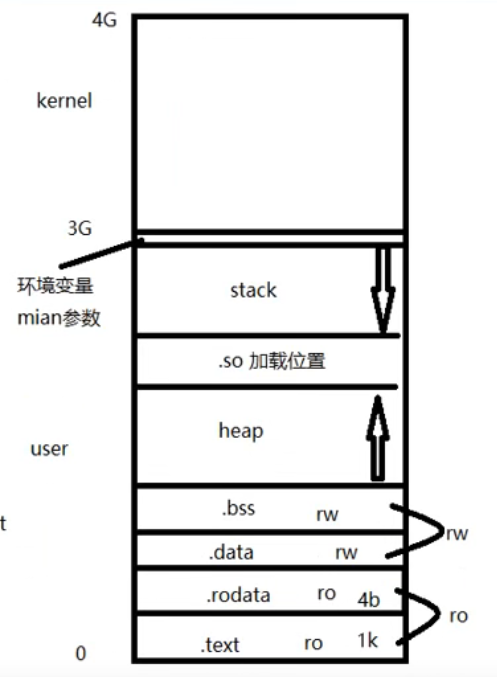 4G
kernel
3G
环境变量
mian参数
stack
.so 加载位置
heap
user
.bss rw
t
rw
.data rw
.rodata ro 4b
ro
.text ro 1k
0